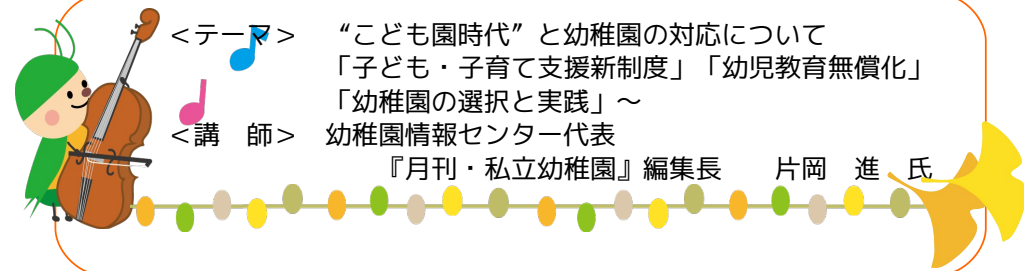 ＜テーマ＞　“こども園時代”と幼稚園の対応について
「子ども・子育て支援新制度」「幼児教育無償化」
「幼稚園の選択と実践」～
＜講　師＞　幼稚園情報センター代表
『月刊・私立幼稚園』編集長　　片岡　進　氏